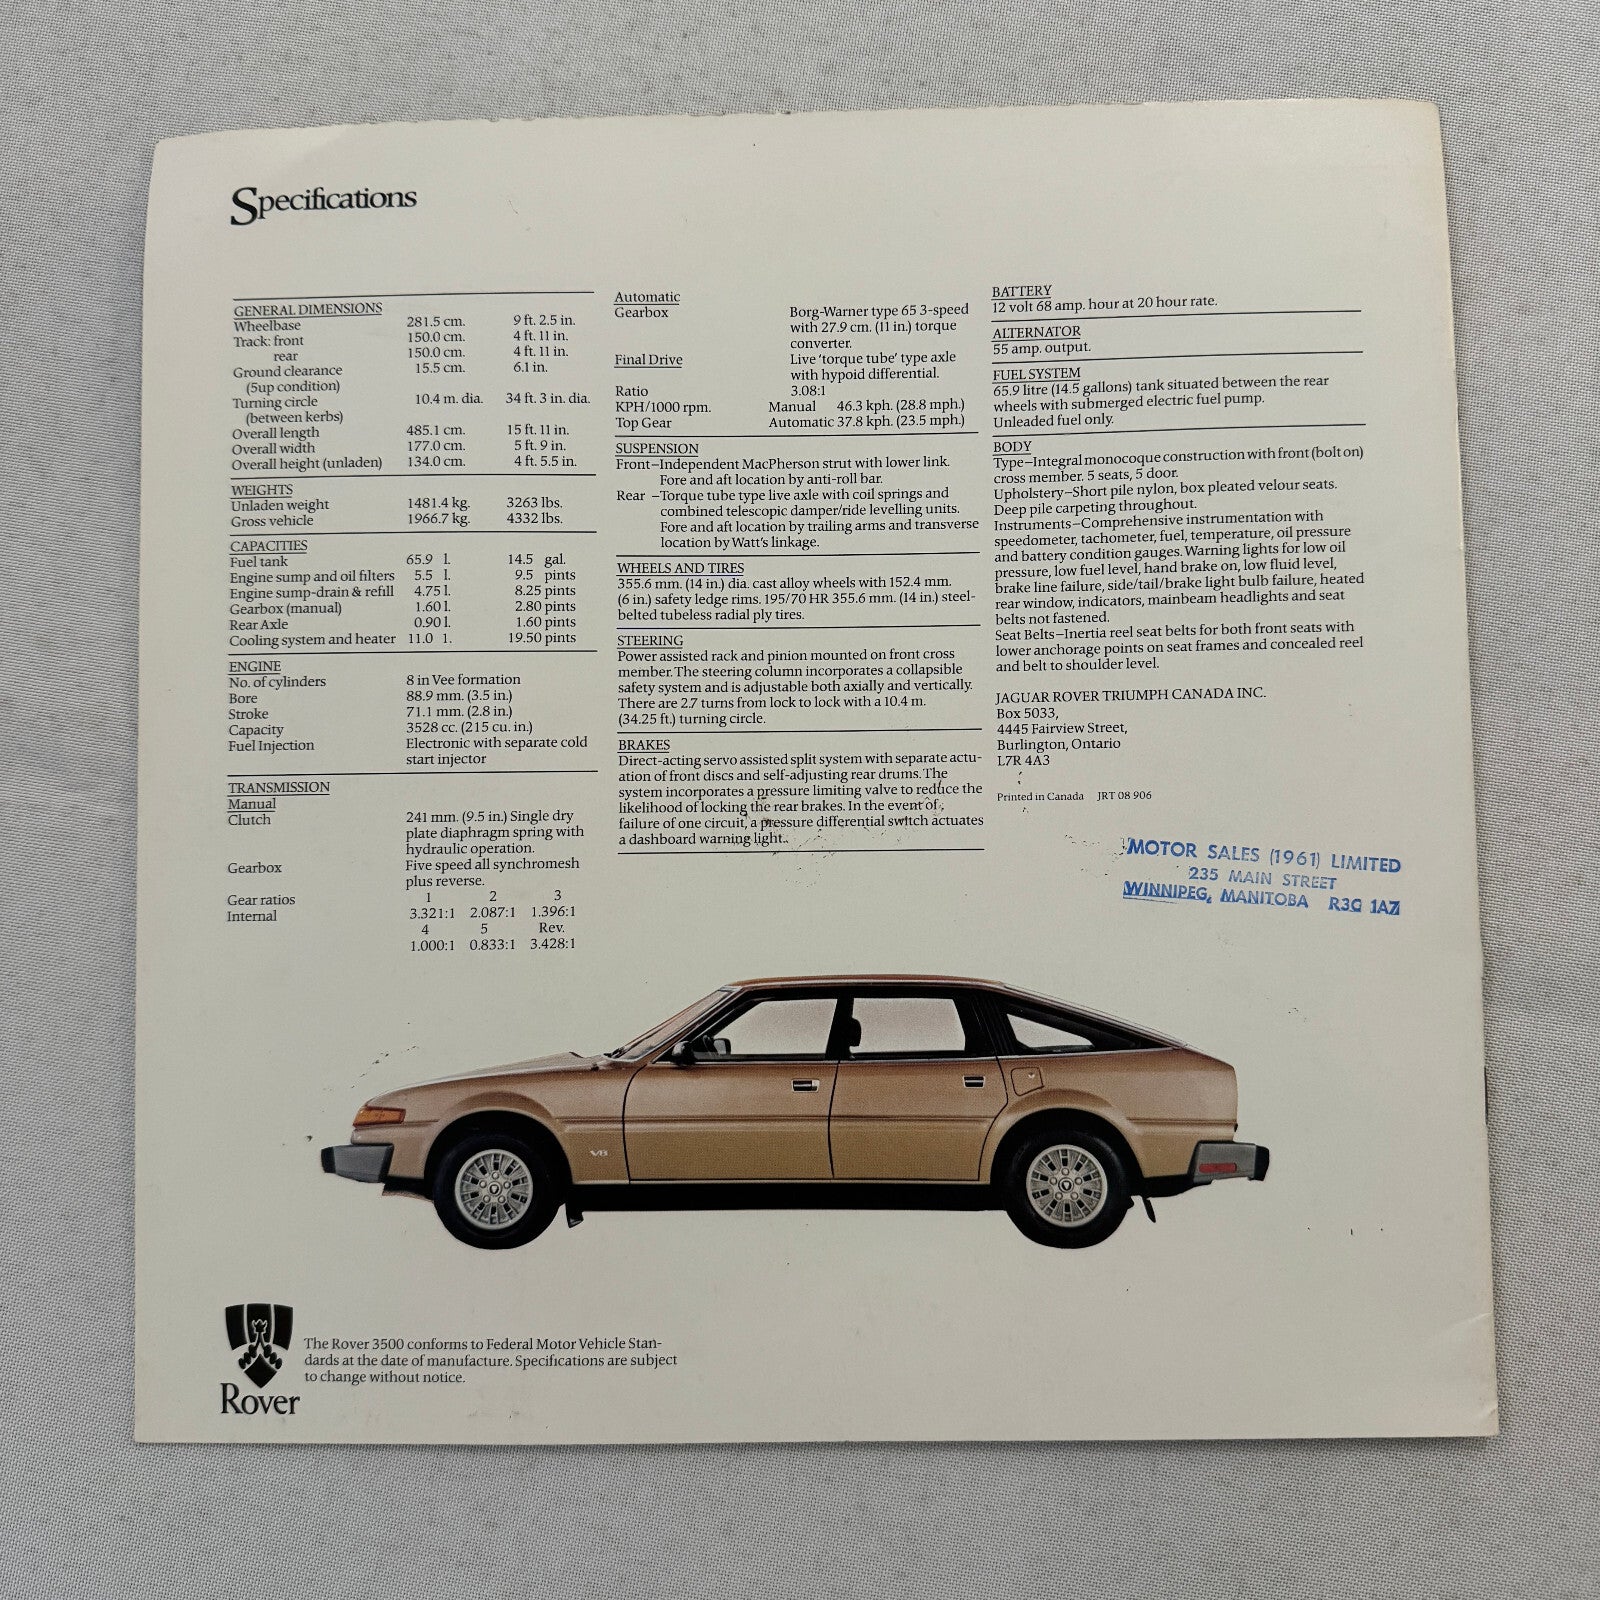 Specifications
GENERAL DIMENSIONS
Wheelbase 281.5 cm. 9 ft. 2.5 in.
Track: front 150.0 cm. 4 ft. 11 in.
rear 150.0 cm. 4 ft. 11 in.
Ground clearance 15.5 cm. 6.1 in.
(5up condition)
Turning circle 10.4 m. dia. 34 ft. 3 in. dia.
(between kerbs)
Overall length 485.1 cm. 15 ft. 11 in.
Overall width 177.0 cm. 5 ft. 9 in.
Overall height (unladen) 134.0 cm. 4 ft. 5.5 in.
WEIGHTS
Unladen weight 1481.4 kg. 3263 lbs.
Gross vehicle 1966.7 kg. 4332 lbs.
CAPACITIES
Fuel tank 65.9 l. 14.5 gal.
Engine sump and oil filters 5.5 l. 9.5 pints
Engine sump-drain & refill 4.75 l. 8.25 pints
Gearbox (manual) 1.60 l. 2.80 pints
Rear Axle 0.90 l. 1.60 pints
Cooling system and heater 11.0 l. 19.50 pints
ENGINE
No. of cylinders 8 in Vee formation
Bore 88.9 mm. (3.5 in.)
Stroke 71.1 mm. (2.8 in.)
Capacity 3528 cc. (215 cu. in.)
Fuel Injection Electronic with separate cold
start injector
TRANSMISSION
Manual
Clutch 241 mm. (9.5 in.) Single dry
plate diaphragm spring with
hydraulic operation.
Gearbox Five speed all synchromesh
plus reverse.
Gear ratios 1 2 3
Internal 3.321:1 2.087:1 1.396:1
4 5 Rev.
1.000:1 0.833:1 3.428:1
Automatic
Gearbox Borg-Warner type 65 3-speed
with 27.9 cm. (11 in.) torque
converter.
Final Drive Live 'torque tube' type axle
with hypoid differential.
Ratio 3.08:1
KPH/1000 rpm. Manual 46.3 kph. (28.8 mph.)
Top Gear Automatic 37.8 kph. (23.5 mph.)
SUSPENSION
Front–Independent MacPherson strut with lower link.
Fore and aft location by anti-roll bar.
Rear –Torque tube type live axle with coil springs and
combined telescopic damper/ride levelling units.
Fore and aft location by trailing arms and transverse
location by Watt's linkage.
WHEELS AND TIRES
355.6 mm. (14 in.) dia. cast alloy wheels with 152.4 mm.
(6 in.) safety ledge rims. 195/70 HR 355.6 mm. (14 in.) steel-
belted tubeless radial ply tires.
STEERING
Power assisted rack and pinion mounted on front cross
member. The steering column incorporates a collapsible
safety system and is adjustable both axially and vertically.
There are 2.7 turns from lock to lock with a 10.4 m.
(34.25 ft.) turning circle.
BRAKES
Direct-acting servo assisted split system with separate actu-
ation of front discs and self-adjusting rear drums. The
system incorporates a pressure limiting valve to reduce the
likelihood of locking the rear brakes. In the event of
failure of one circuit, a pressure differential switch actuates
a dashboard warning light.
BATTERY
12 volt 68 amp. hour at 20 hour rate.
ALTERNATOR
55 amp. output.
FUEL SYSTEM
65.9 litre (14.5 gallons) tank situated between the rear
wheels with submerged electric fuel pump.
Unleaded fuel only.
BODY
Type–Integral monocoque construction with front (bolt on)
cross member. 5 seats, 5 door.
Upholstery–Short pile nylon, box pleated velour seats.
Deep pile carpeting throughout.
Instruments–Comprehensive instrumentation with
speedometer, tachometer, fuel, temperature, oil pressure
and battery condition gauges. Warning lights for low oil
pressure, low fuel level, hand brake on, low fluid level,
brake line failure, side/tail/brake light bulb failure, heated
rear window, indicators, mainbeam headlights and seat
belts not fastened.
Seat Belts–Inertia reel seat belts for both front seats with
lower anchorage points on seat frames and concealed reel
and belt to shoulder level.
JAGUAR ROVER TRIUMPH CANADA INC.
Box 5033,
4445 Fairview Street,
Burlington, Ontario
L7R 4A3
Printed in Canada JRT 08 906
MOTOR SALES (1961) LIMITED
235 MAIN STREET
WINNIPEG, MANITOBA R3C 1AZ
V8
The Rover 3500 conforms to Federal Motor Vehicle Stan-
dards at the date of manufacture. Specifications are subject
to change without notice.
Rover